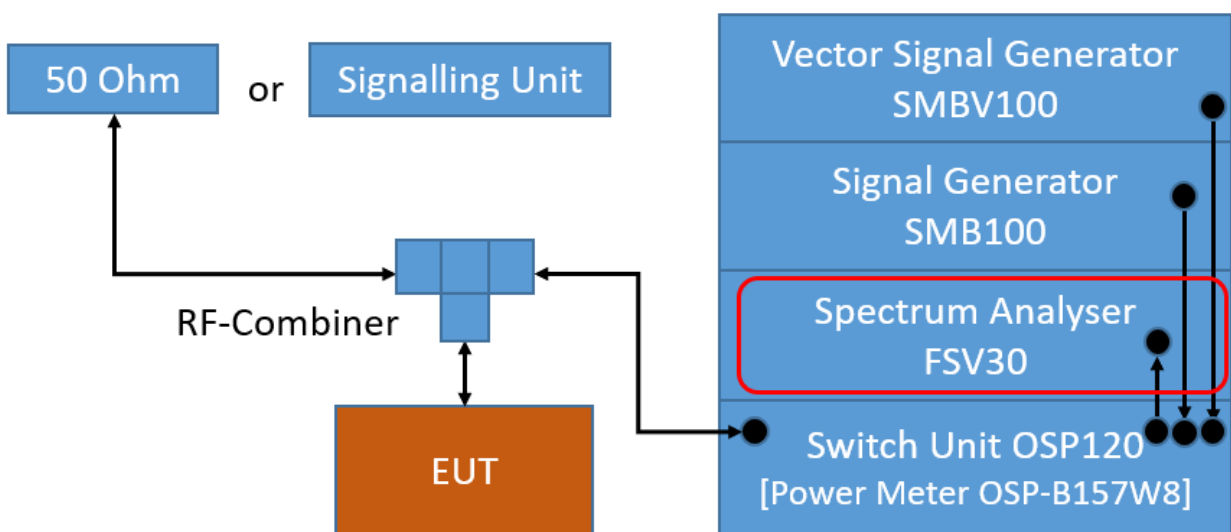 50 Ohm
or
Signalling Unit
RF-Combiner
EUT
Vector Signal Generator
SMBV100
Signal Generator
SMB100
Spectrum Analyser
FSV30
Switch Unit OSP120
[Power Meter OSP-B157W8]